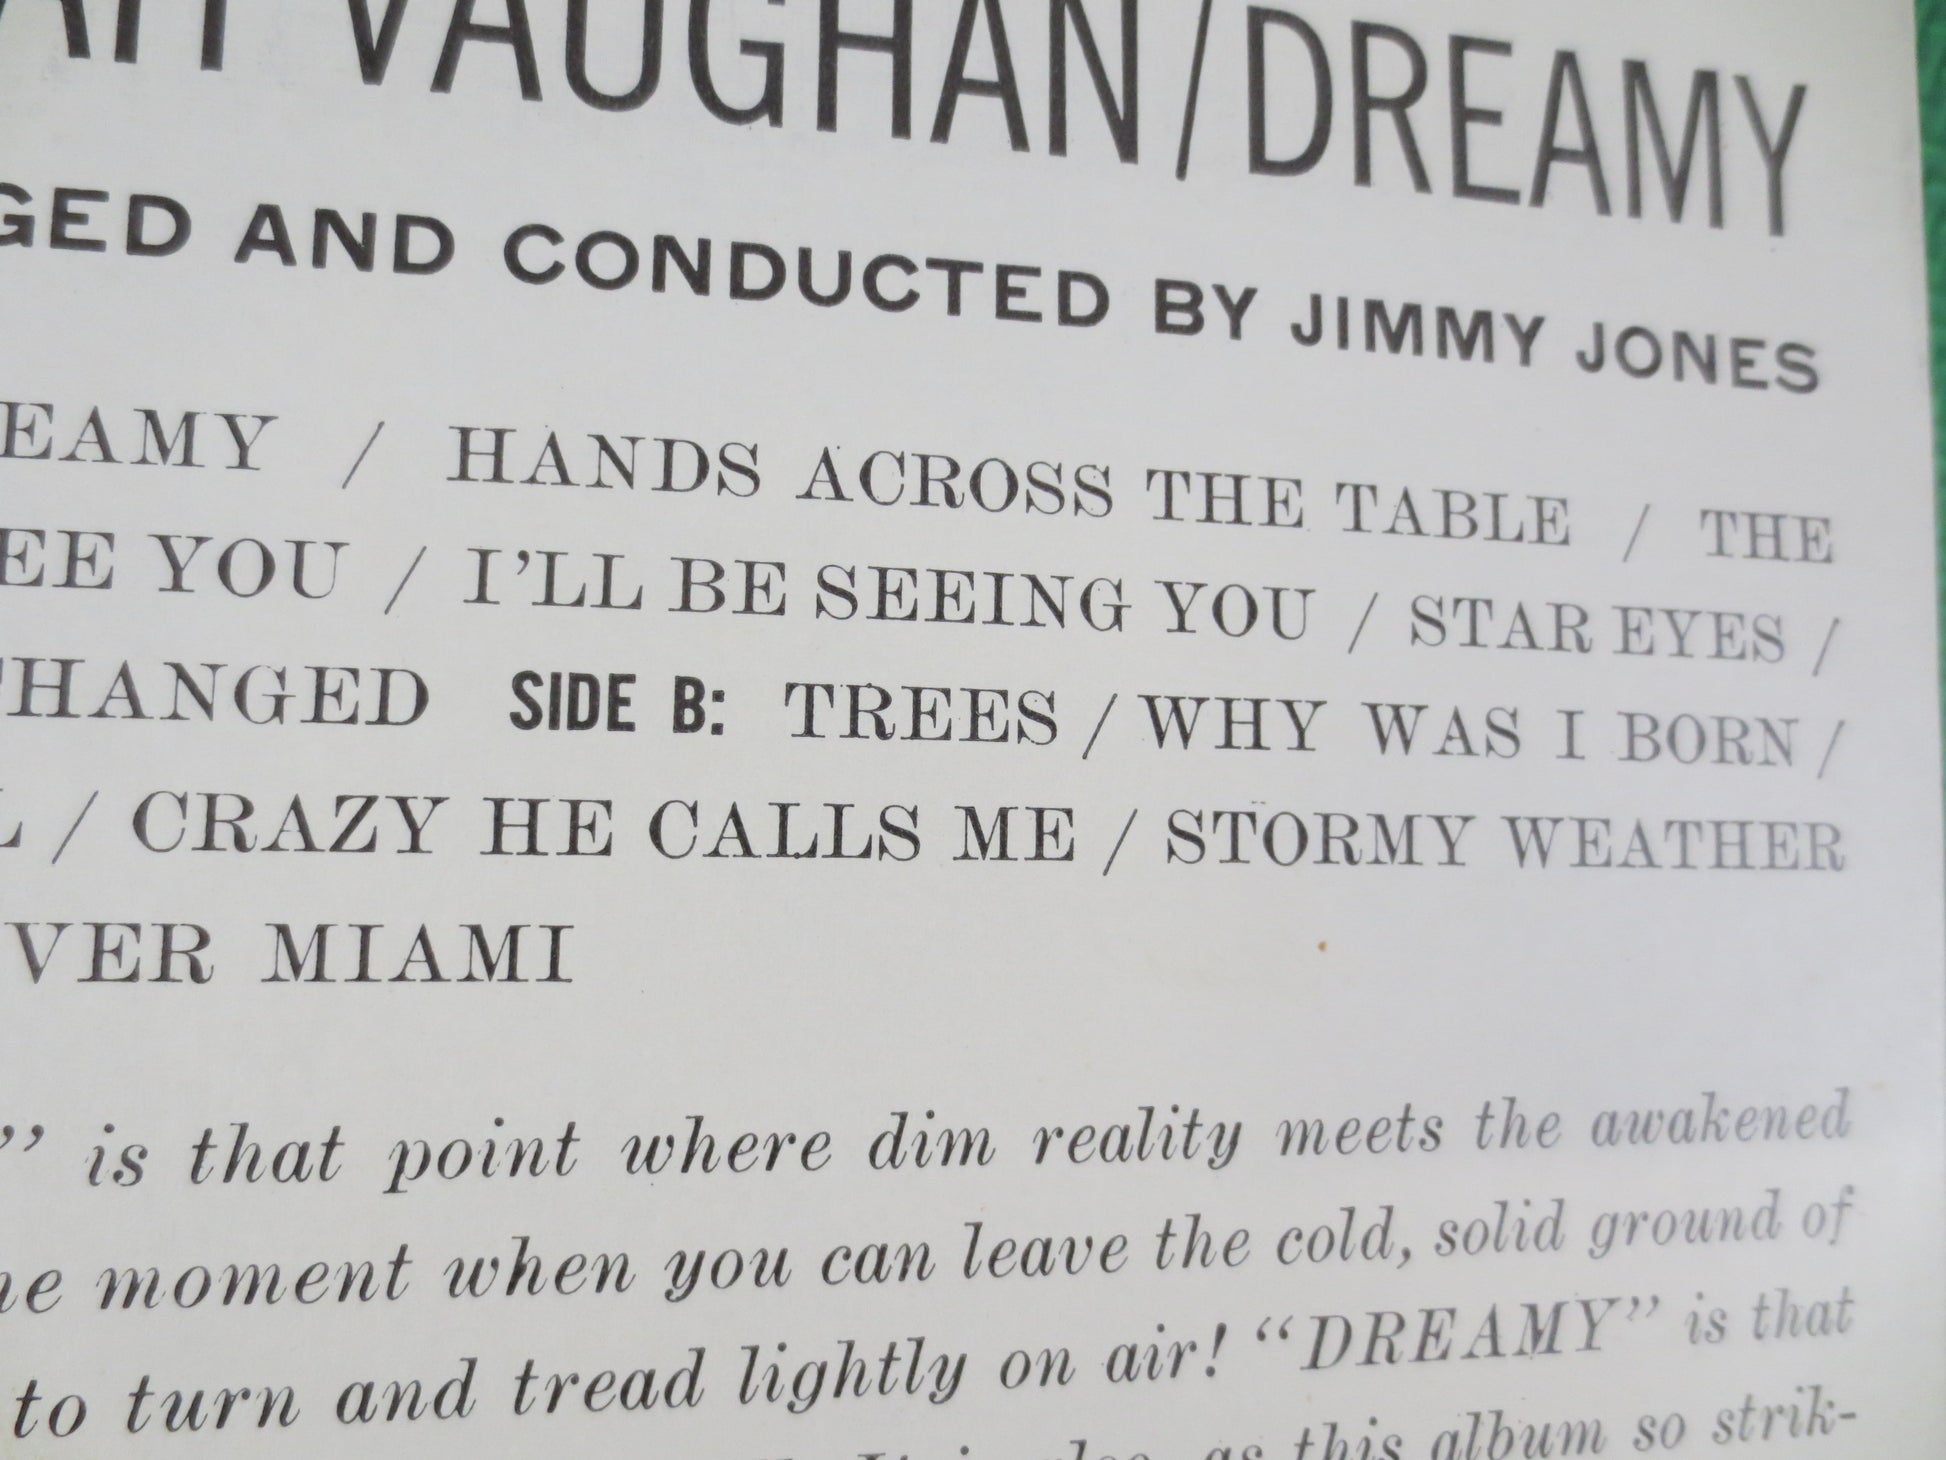 VAUGHAN/DREAMY
GED AND CONDUCTED BY JIMMY JONES
EAMY / HANDS ACROSS THE TABLE / THE
EE YOU / I'LL BE SEEING YOU / STAR EYES /
HANGED SIDE B: TREES / WHY WAS I BORN /
L / CRAZY HE CALLS ME / STORMY WEATHER
VER MIAMI
” is that point where dim reality meets the awakened
he moment when you can leave the cold, solid ground of
to turn and tread lightly on air! “DREAMY” is that
as this album so strik-